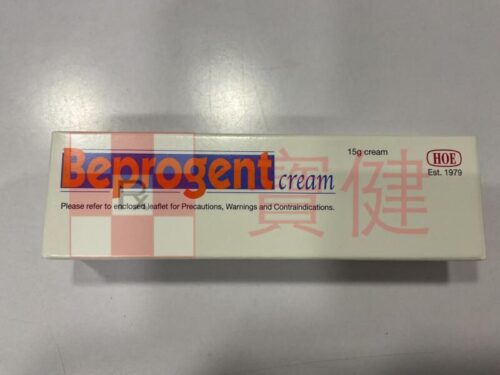 Beprogent cream
15g cream
HOE
Est. 1979
Please refer to enclosed leaflet for Precautions, Warnings and Contraindications.
寶健